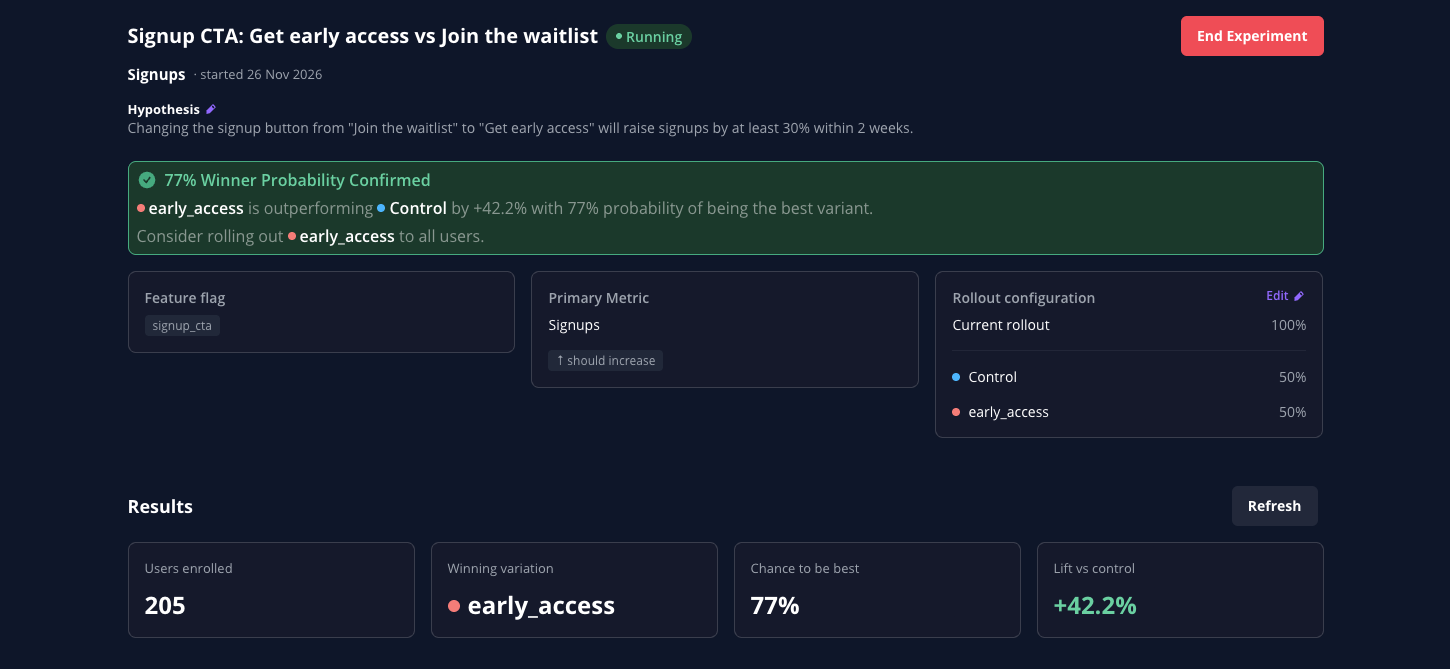 Signup CTA: Get early access vs Join the waitlist
Running
End Experiment
Signups · started 26 Nov 2026
Hypothesis
Changing the signup button from "Join the waitlist" to "Get early access" will raise signups by at least 30% within 2 weeks.
77% Winner Probability Confirmed
early_access is outperforming Control by +42.2% with 77% probability of being the best variant.
Consider rolling out early_access to all users.
Feature flag
signup_cta
Primary Metric
Signups
↑ should increase
Rollout configuration
Edit
Current rollout 100%
Control 50%
early_access 50%
Results
Refresh
Users enrolled
205
Winning variation
early_access
Chance to be best
77%
Lift vs control
+42.2%